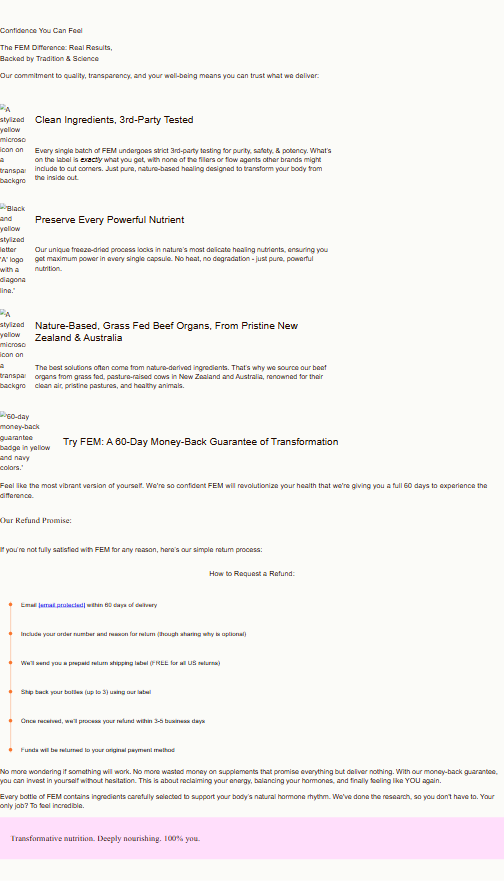 Confidence You Can Feel
The FEM Difference: Real Results,
Backed by Tradition & Science
Our commitment to quality, transparency, and your well-being means you can trust what we deliver:
A
stylized
yellow
microsc
icon on
a
transpa
backgro
Clean Ingredients, 3rd-Party Tested
Every single batch of FEM undergoes strict 3rd-party testing for purity, safety, & potency. What's
on the label is exactly what you get, with none of the fillers or flow agents other brands might
include to cut corners. Just pure, nature-based healing designed to transform your body from
the inside out.
"Black
and
yellow
stylized
letter
'A' logo
with a
diagona
line."
Preserve Every Powerful Nutrient
Our unique freeze-dried process locks in nature's most delicate healing nutrients, ensuring you
get maximum power in every single capsule. No heat, no degradation - just pure, powerful
nutrition.
A
stylized
yellow
microsc
icon on
a
transpa
backgro
Nature-Based, Grass Fed Beef Organs, From Pristine New
Zealand & Australia
The best solutions often come from nature-derived ingredients. That's why we source our beef
organs from grass fed, pasture-raised cows in New Zealand and Australia, renowned for their
clean air, pristine pastures, and healthy animals.
"60-day
money-back
guarantee
badge in yellow
and navy
colors."
Try FEM: A 60-Day Money-Back Guarantee of Transformation
Feel like the most vibrant version of yourself. We're so confident FEM will revolutionize your health that we're giving you a full 60 days to experience the
difference.
Our Refund Promise:
If you're not fully satisfied with FEM for any reason, here's our simple return process:
How to Request a Refund:
Email [email protected] within 60 days of delivery
Include your order number and reason for return (though sharing why is optional)
We'll send you a prepaid return shipping label (FREE for all US returns)
Ship back your bottles (up to 3) using our label
Once received, we'll process your refund within 3-5 business days
Funds will be returned to your original payment method
No more wondering if something will work. No more wasted money on supplements that promise everything but deliver nothing. With our money-back guarantee,
you can invest in yourself without hesitation. This is about reclaiming your energy, balancing your hormones, and finally feeling like YOU again.
Every bottle of FEM contains ingredients carefully selected to support your body's natural hormone rhythm. We've done the research, so you don't have to. Your
only job? To feel incredible.
Transformative nutrition. Deeply nourishing. 100% you.